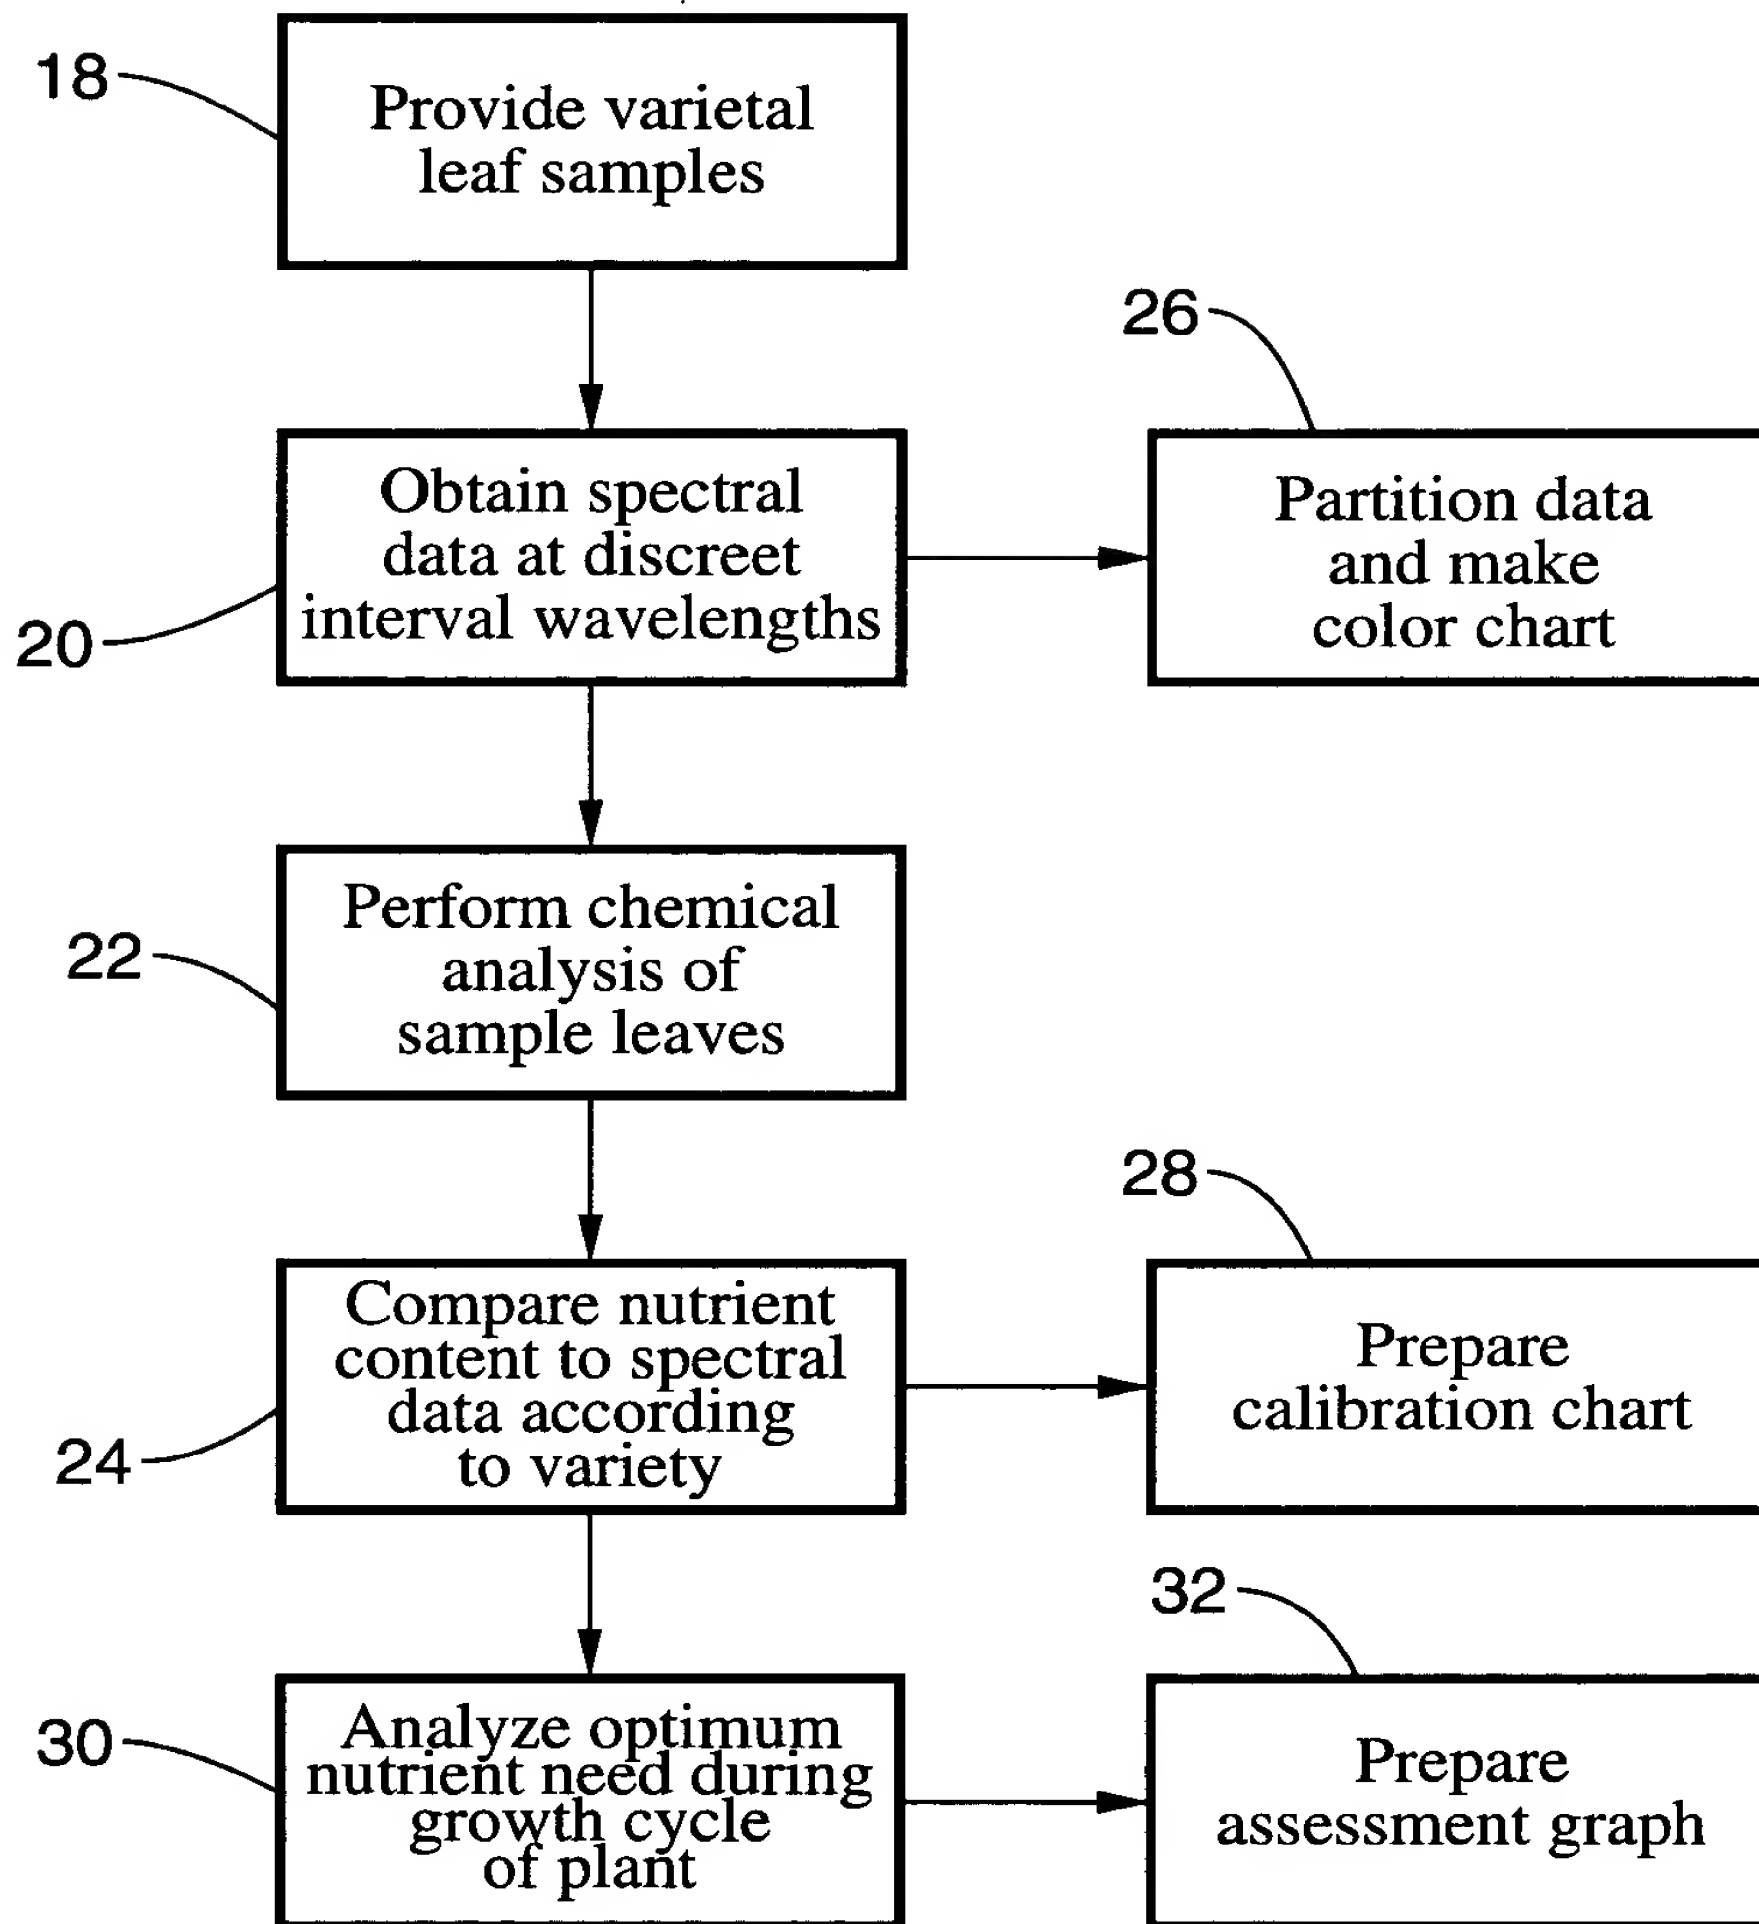 18
Provide varietal
leaf samples
20
Obtain spectral
data at discreet
interval wavelengths
26
Partition data
and make
color chart
22
Perform chemical
analysis of
sample leaves
24
Compare nutrient
content to spectral
data according
to variety
28
Prepare
calibration chart
30
Analyze optimum
nutrient need during
growth cycle
of plant
32
Prepare
assessment graph